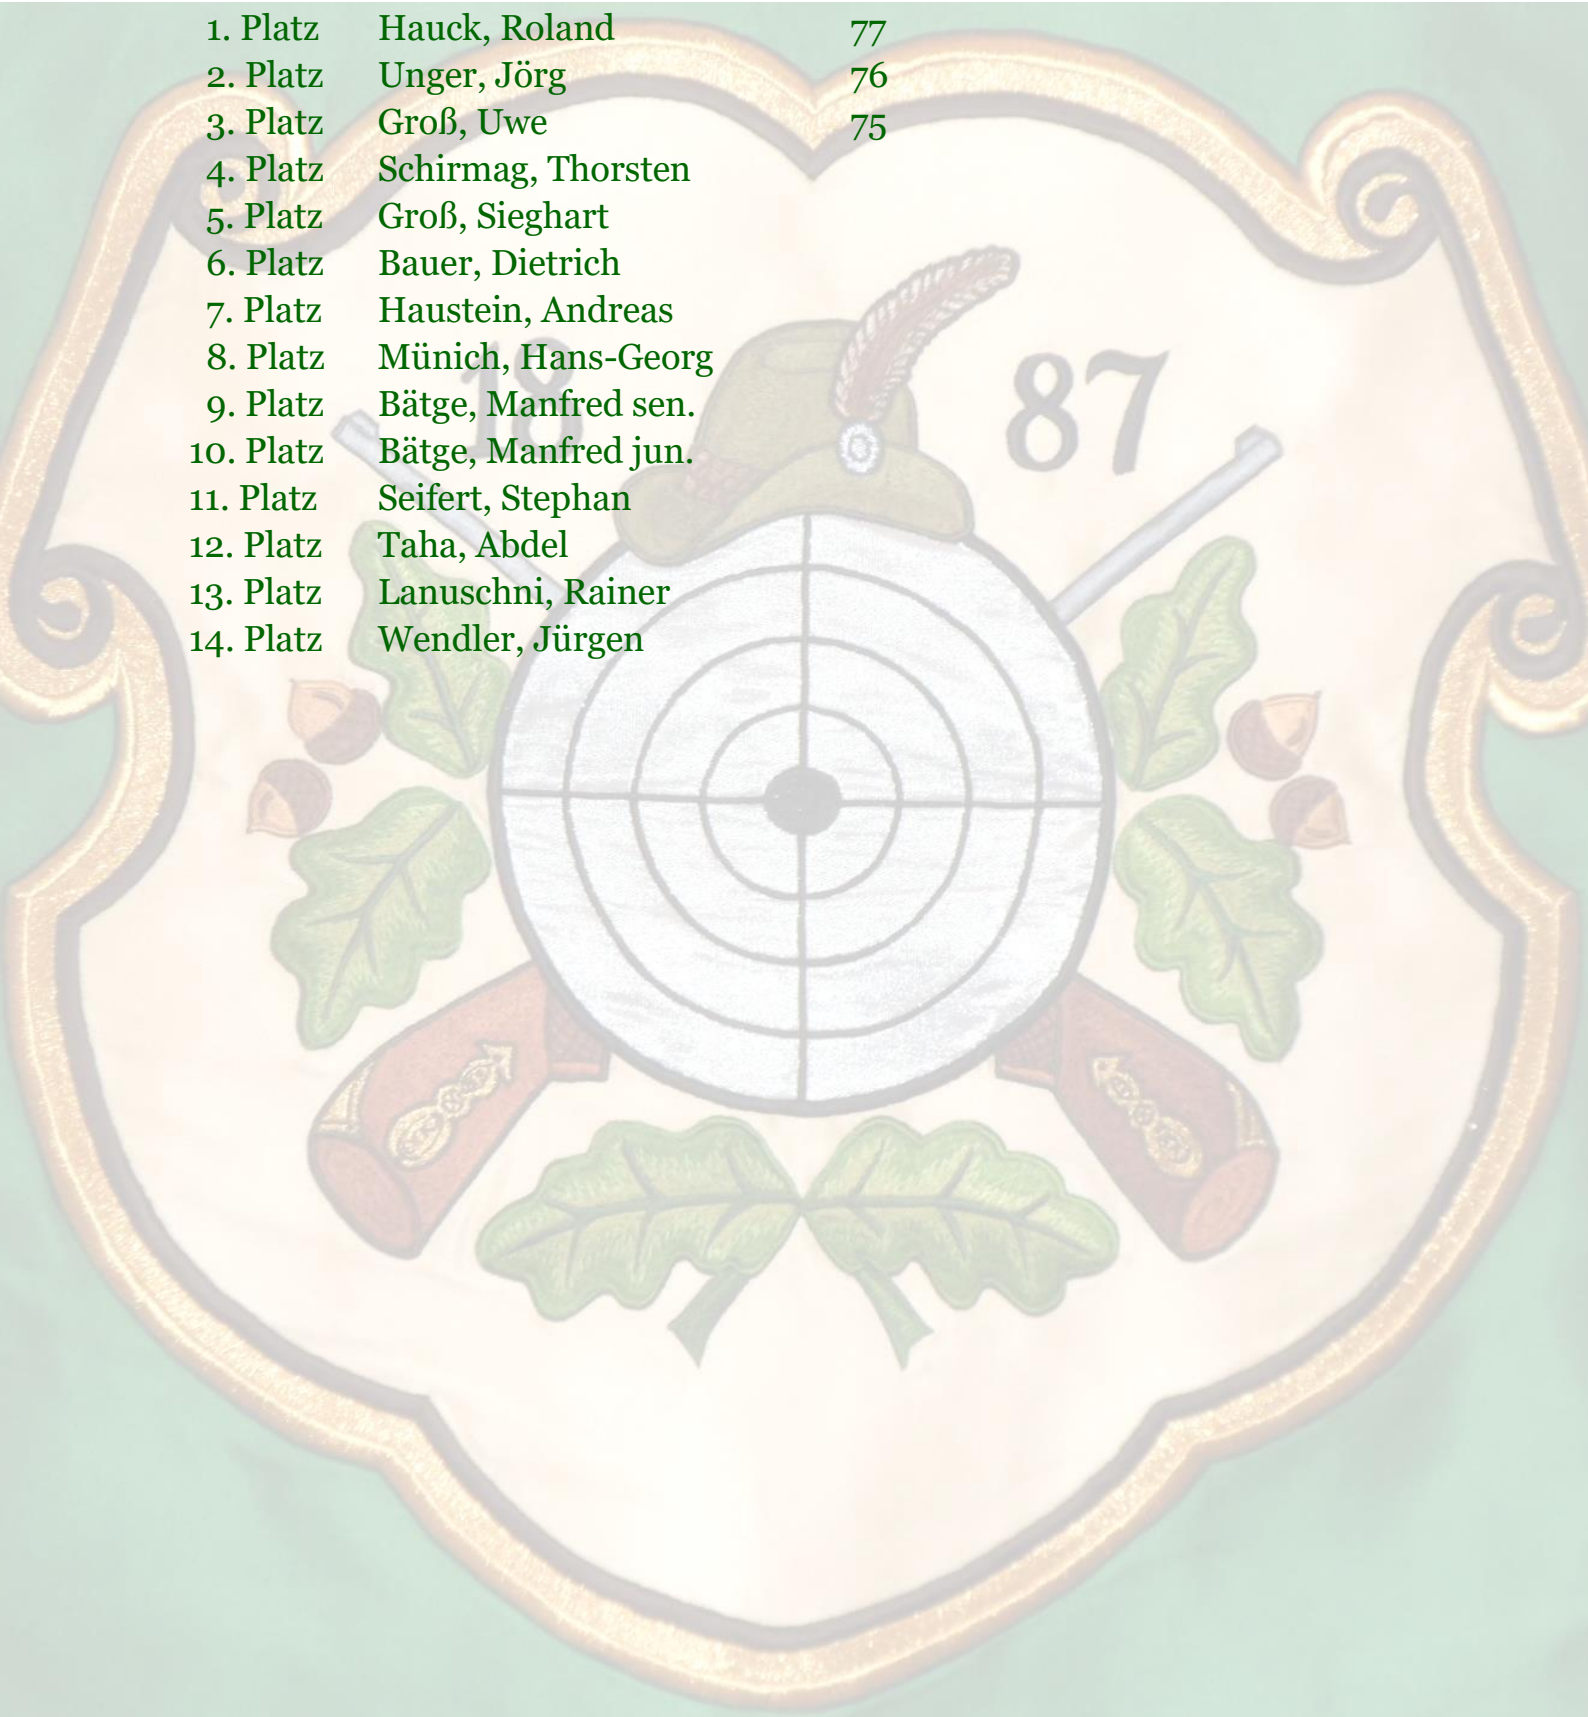 1. Platz Hauck, Roland 77
2. Platz Unger, Jörg 76
3. Platz Groß, Uwe 75
4. Platz Schirmag, Thorsten
5. Platz Groß, Sieghart
6. Platz Bauer, Dietrich
7. Platz Haustein, Andreas
8. Platz Münich, Hans-Georg
9. Platz Bätge, Manfred sen.
10. Platz Bätge, Manfred jun.
11. Platz Seifert, Stephan
12. Platz Taha, Abdel
13. Platz Lanuschni, Rainer
14. Platz Wendler, Jürgen
18 87